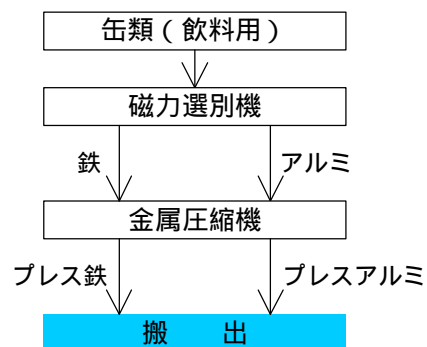 缶類(飲料用)
磁力選別機
鉄 アルミ
金属圧縮機
プレス鉄 プレスアルミ
搬　出